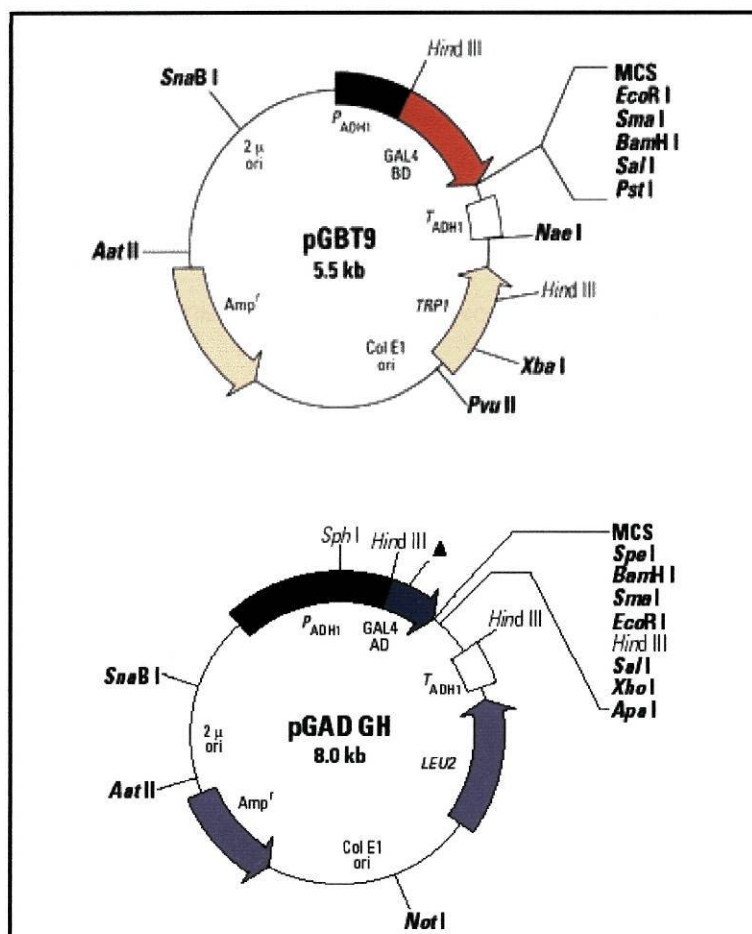 Hind III
SnaB I
MCS
EcoR I
Sma I
BamH I
Sal I
Pst I
P ADH1
GAL4
BD
2 μ
ori
T ADH1
Nae I
Aat II
pGBT9
5.5 kb
Hind III
TRP1
Amp r
Col E1
ori
Xba I
Pvu II
Sph I
Hind III
▲
MCS
Spe I
BamH I
Sma I
EcoR I
Hind III
Sal I
Xho I
Apa I
P ADH1
GAL4
AD
Hind III
T ADH1
SnaB I
2 μ
ori
pGAD GH
8.0 kb
LEU2
Aat II
Amp r
Col E1
ori
Not I